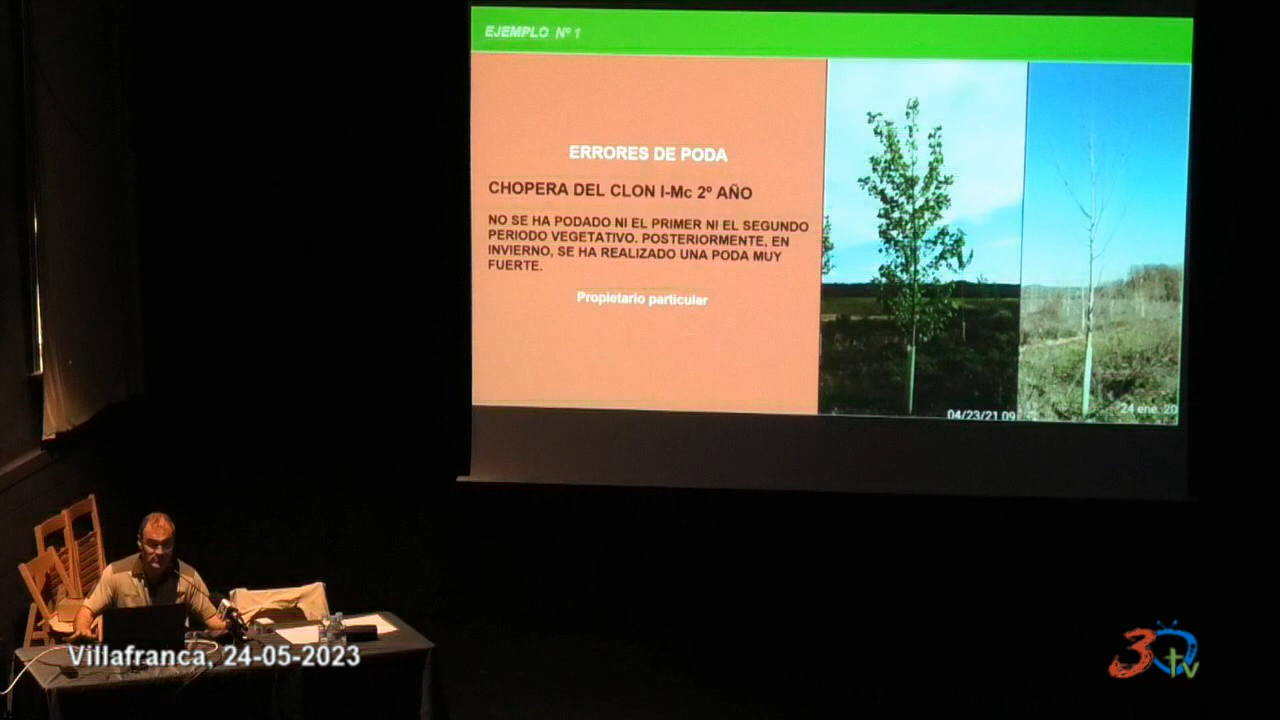 EJEMPLO Nº 1
ERRORES DE PODA
CHOPERA DEL CLON I-Mc 2º AÑO
NO SE HA PODADO NI EL PRIMER NI EL SEGUNDO
PERIODO VEGETATIVO. POSTERIORMENTE, EN
INVIERNO, SE HA REALIZADO UNA PODA MUY
FUERTE.
Propietario particular
04/23/21 09
24 ene. 20
Villafranca, 24-05-2023
30 tv